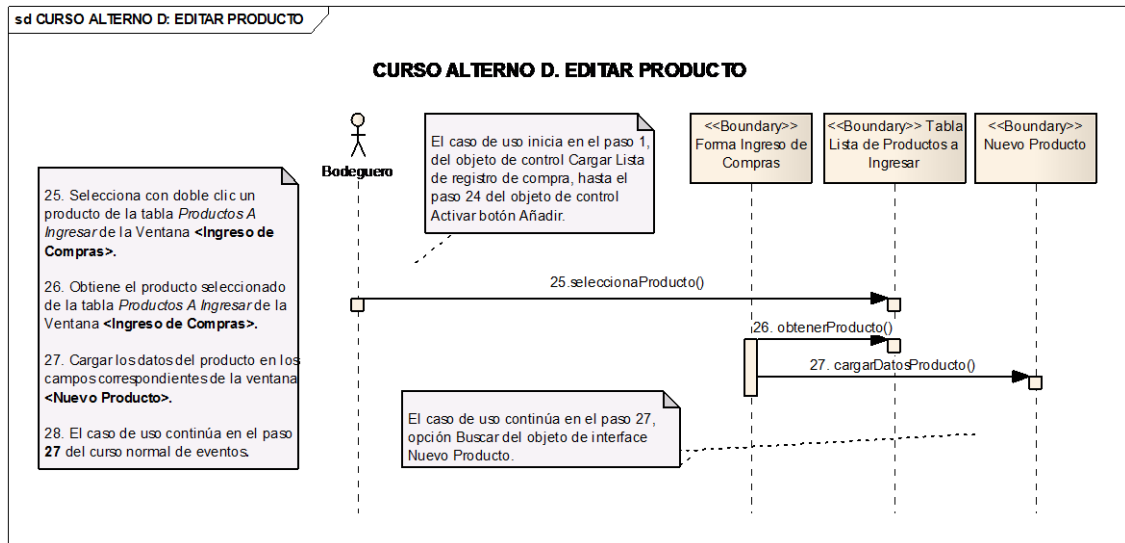 sd CURSO ALTERNO D: EDITAR PRODUCTO
CURSO ALTERNO D. EDITAR PRODUCTO
Bodeguero
El caso de uso inicia en el paso 1,
del objeto de control Cargar Lista
de registro de compra, hasta el
paso 24 del objeto de control
Activar botón Añadir.
<<Boundary>>
Forma Ingreso de
Compras
<<Boundary>> Tabla
Lista de Productos a
Ingresar
<<Boundary>>
Nuevo Producto
25. Selecciona con doble clic un
producto de la tabla Productos A
Ingresar de la Ventana <Ingreso de
Compras>.
26. Obtiene el producto seleccionado
de la tabla Productos A Ingresar de la
Ventana <Ingreso de Compras>.
27. Cargar los datos del producto en los
campos correspondientes de la ventana
<Nuevo Producto>.
28. El caso de uso continúa en el paso
27 del curso normal de eventos.
25.seleccionaProducto()
26. obtenerProducto()
27. cargarDatosProducto()
El caso de uso continúa en el paso 27,
opción Buscar del objeto de interface
Nuevo Producto.